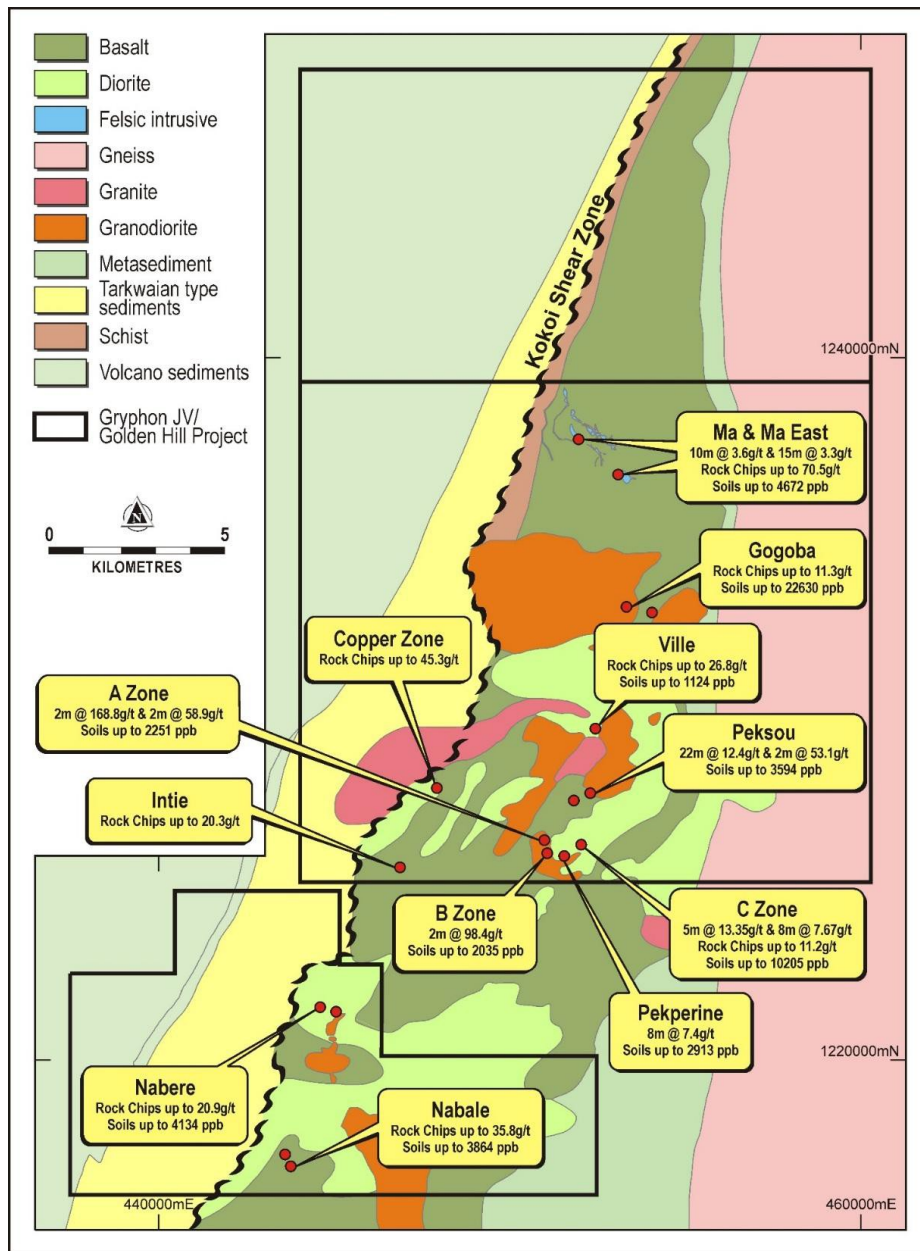 Basalt
Diorite
Felsic intrusive
Gneiss
Granite
Granodiorite
Metasediment
Tarkwaian type
sediments
Schist
Volcano sediments
Gryphon JV/
Golden Hill Project
N
0 5
KILOMETRES
Kokoi Shear Zone
1240000mN
Ma & Ma East
10m @ 3.6g/t & 15m @ 3.3g/t
Rock Chips up to 70.5g/t
Soils up to 4672 ppb
Gogoba
Rock Chips up to 11.3g/t
Soils up to 22630 ppb
Copper Zone
Rock Chips up to 45.3g/t
Ville
Rock Chips up to 26.8g/t
Soils up to 1124 ppb
A Zone
2m @ 168.8g/t & 2m @ 58.9g/t
Soils up to 2251 ppb
Peksou
22m @ 12.4g/t & 2m @ 53.1g/t
Soils up to 3594 ppb
Intie
Rock Chips up to 20.3g/t
B Zone
2m @ 98.4g/t
Soils up to 2035 ppb
C Zone
5m @ 13.35g/t & 8m @ 7.67g/t
Rock Chips up to 11.2g/t
Soils up to 10205 ppb
Pekperine
8m @ 7.4g/t
Soils up to 2913 ppb
1220000mN
Nabere
Rock Chips up to 20.9g/t
Soils up to 4134 ppb
Nabale
Rock Chips up to 35.8g/t
Soils up to 3864 ppb
440000mE
460000mE